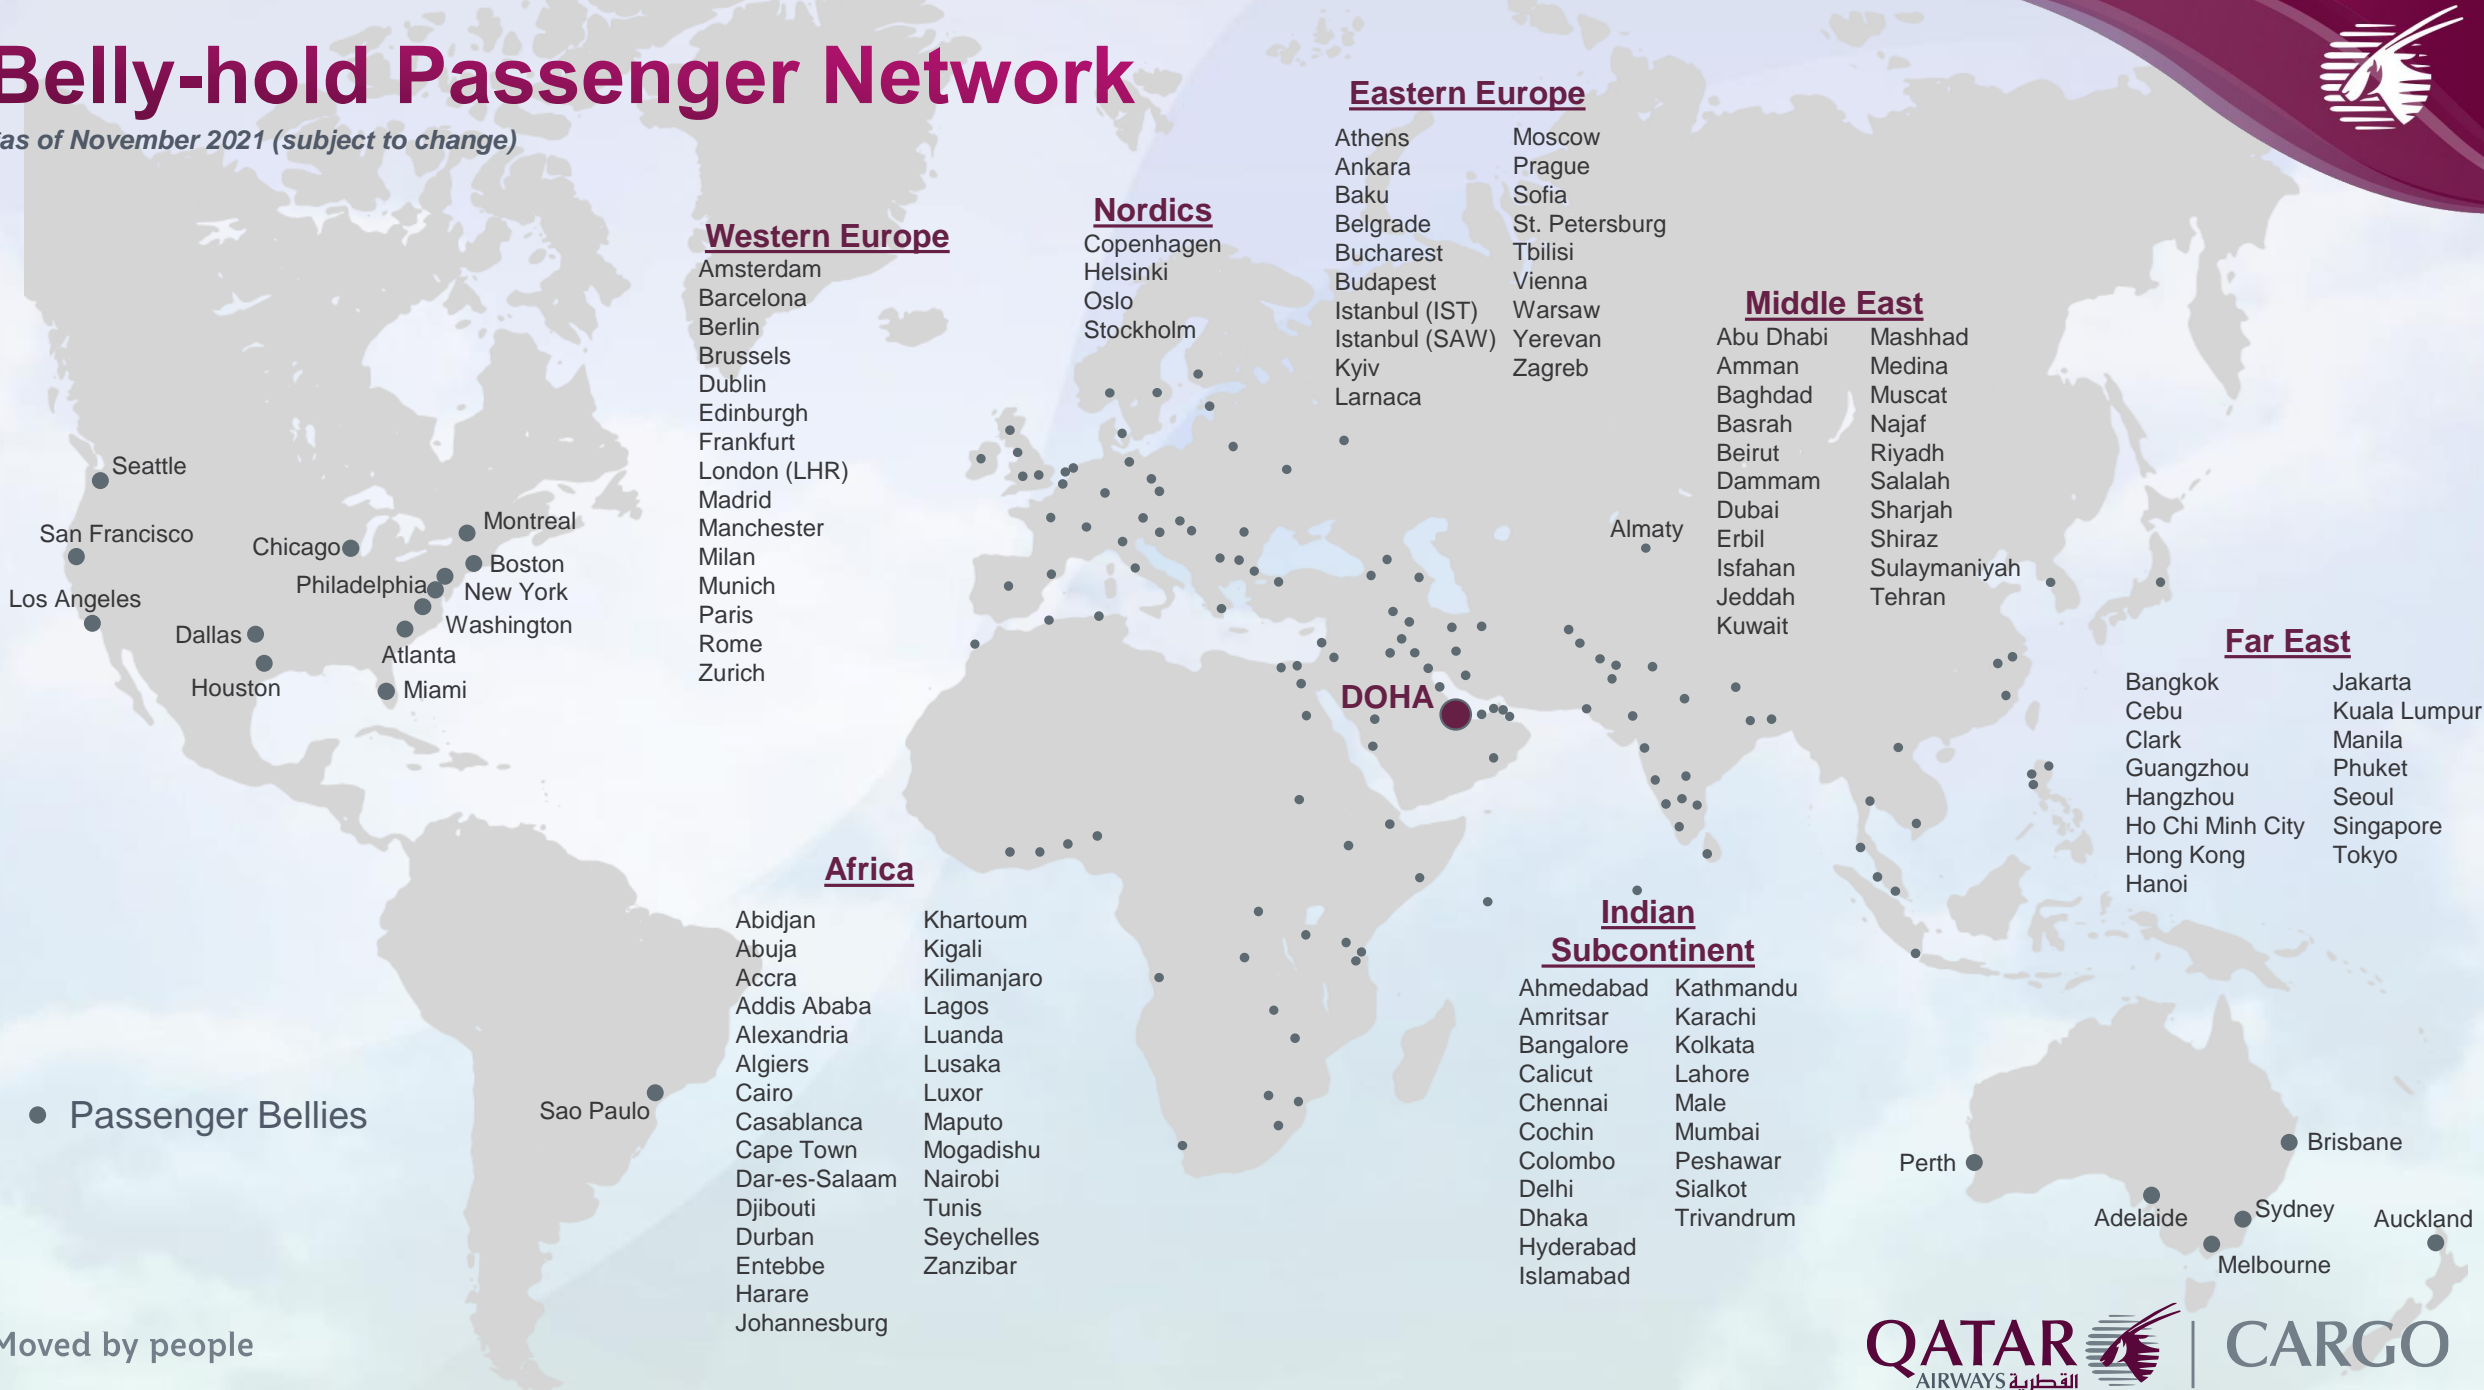 Belly-hold Passenger Network
as of November 2021 (subject to change)
Eastern Europe
Athens
Ankara
Baku
Belgrade
Bucharest
Budapest
Istanbul (IST)
Istanbul (SAW)
Kyiv
Larnaca
Moscow
Prague
Sofia
St. Petersburg
Tbilisi
Vienna
Warsaw
Yerevan
Zagreb
Nordics
Copenhagen
Helsinki
Oslo
Stockholm
Western Europe
Amsterdam
Barcelona
Berlin
Brussels
Dublin
Edinburgh
Frankfurt
London (LHR)
Madrid
Manchester
Milan
Munich
Paris
Rome
Zurich
Middle East
Abu Dhabi
Amman
Baghdad
Basrah
Beirut
Dammam
Dubai
Erbil
Isfahan
Jeddah
Kuwait
Mashhad
Medina
Muscat
Najaf
Riyadh
Salalah
Sharjah
Shiraz
Sulaymaniyah
Tehran
Seattle
San Francisco
Los Angeles
Chicago
Montreal
Boston
Philadelphia
New York
Washington
Dallas
Atlanta
Houston
Miami
Almaty
DOHA
Far East
Bangkok
Cebu
Clark
Guangzhou
Hangzhou
Ho Chi Minh City
Hong Kong
Hanoi
Jakarta
Kuala Lumpur
Manila
Phuket
Seoul
Singapore
Tokyo
Africa
Abidjan
Abuja
Accra
Addis Ababa
Alexandria
Algiers
Cairo
Casablanca
Cape Town
Dar-es-Salaam
Djibouti
Durban
Entebbe
Harare
Johannesburg
Khartoum
Kigali
Kilimanjaro
Lagos
Luanda
Lusaka
Luxor
Maputo
Mogadishu
Nairobi
Tunis
Seychelles
Zanzibar
Indian
Subcontinent
Ahmedabad
Amritsar
Bangalore
Calicut
Chennai
Cochin
Colombo
Delhi
Dhaka
Hyderabad
Islamabad
Kathmandu
Karachi
Kolkata
Lahore
Male
Mumbai
Peshawar
Sialkot
Trivandrum
Passenger Bellies
Sao Paulo
Perth
Brisbane
Adelaide
Sydney
Auckland
Melbourne
Moved by people
QATAR
AIRWAYS القطرية
CARGO